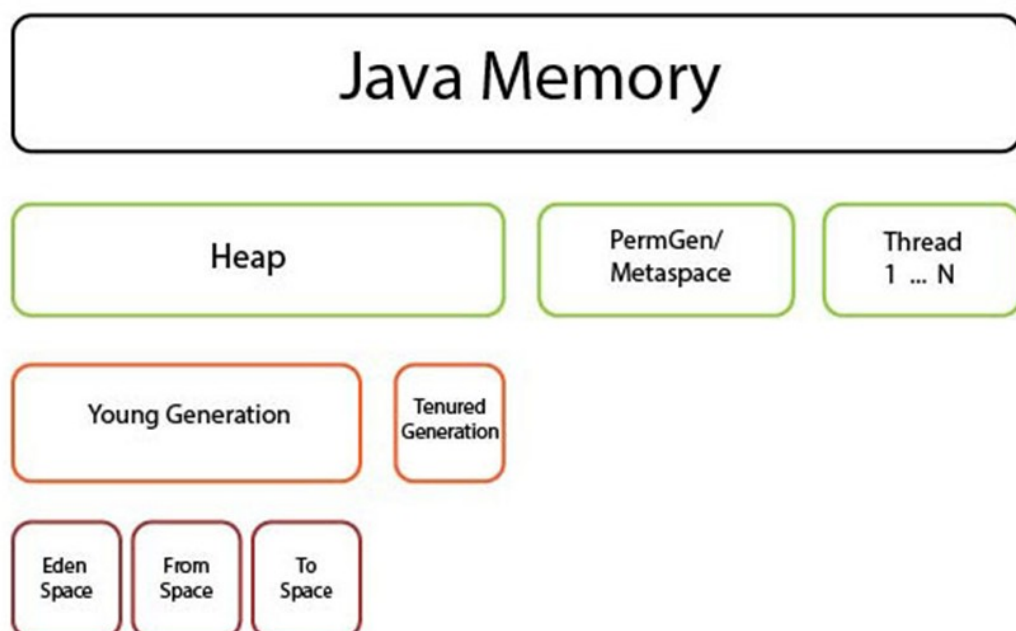 Java Memory
Heap
PermGen/
Metaspace
Thread
1 ... N
Young Generation
Tenured
Generation
Eden
Space
From
Space
To
Space